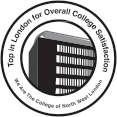 Top in London for Overall College Satisfaction
We Are The College of North West London